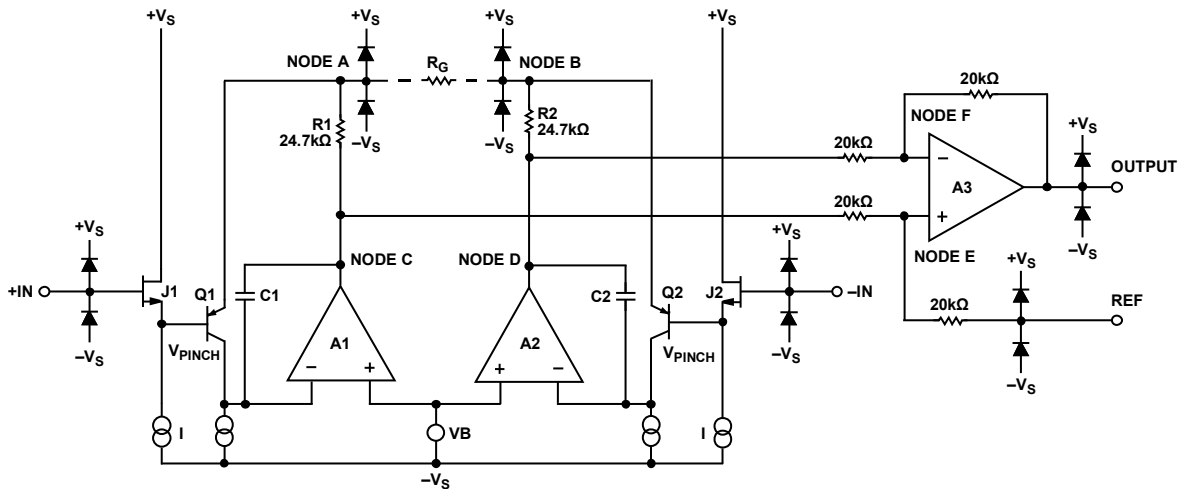 +VS
+VS
+VS
+VS
NODE A
RG
NODE B
R1
24.7kΩ
−VS
−VS
R2
24.7kΩ
20kΩ
NODE F
20kΩ
+VS
OUTPUT
A3
−
+
20kΩ
−VS
NODE E
+VS
20kΩ
REF
−VS
+VS
+IN
J1
Q1
C1
NODE C
NODE D
C2
Q2
J2
+VS
−IN
−VS
VPINCH
A1
−
+
A2
+
−
VPINCH
−VS
I
VB
I
−VS